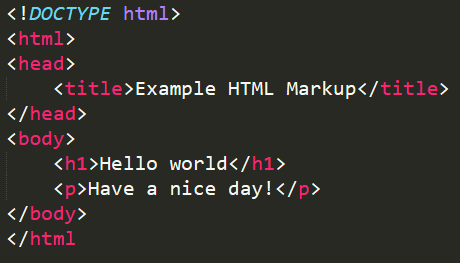 <!DOCTYPE html>
<html>
<head>
    <title>Example HTML Markup</title>
</head>
<body>
    <h1>Hello world</h1>
    <p>Have a nice day!</p>
</body>
</html